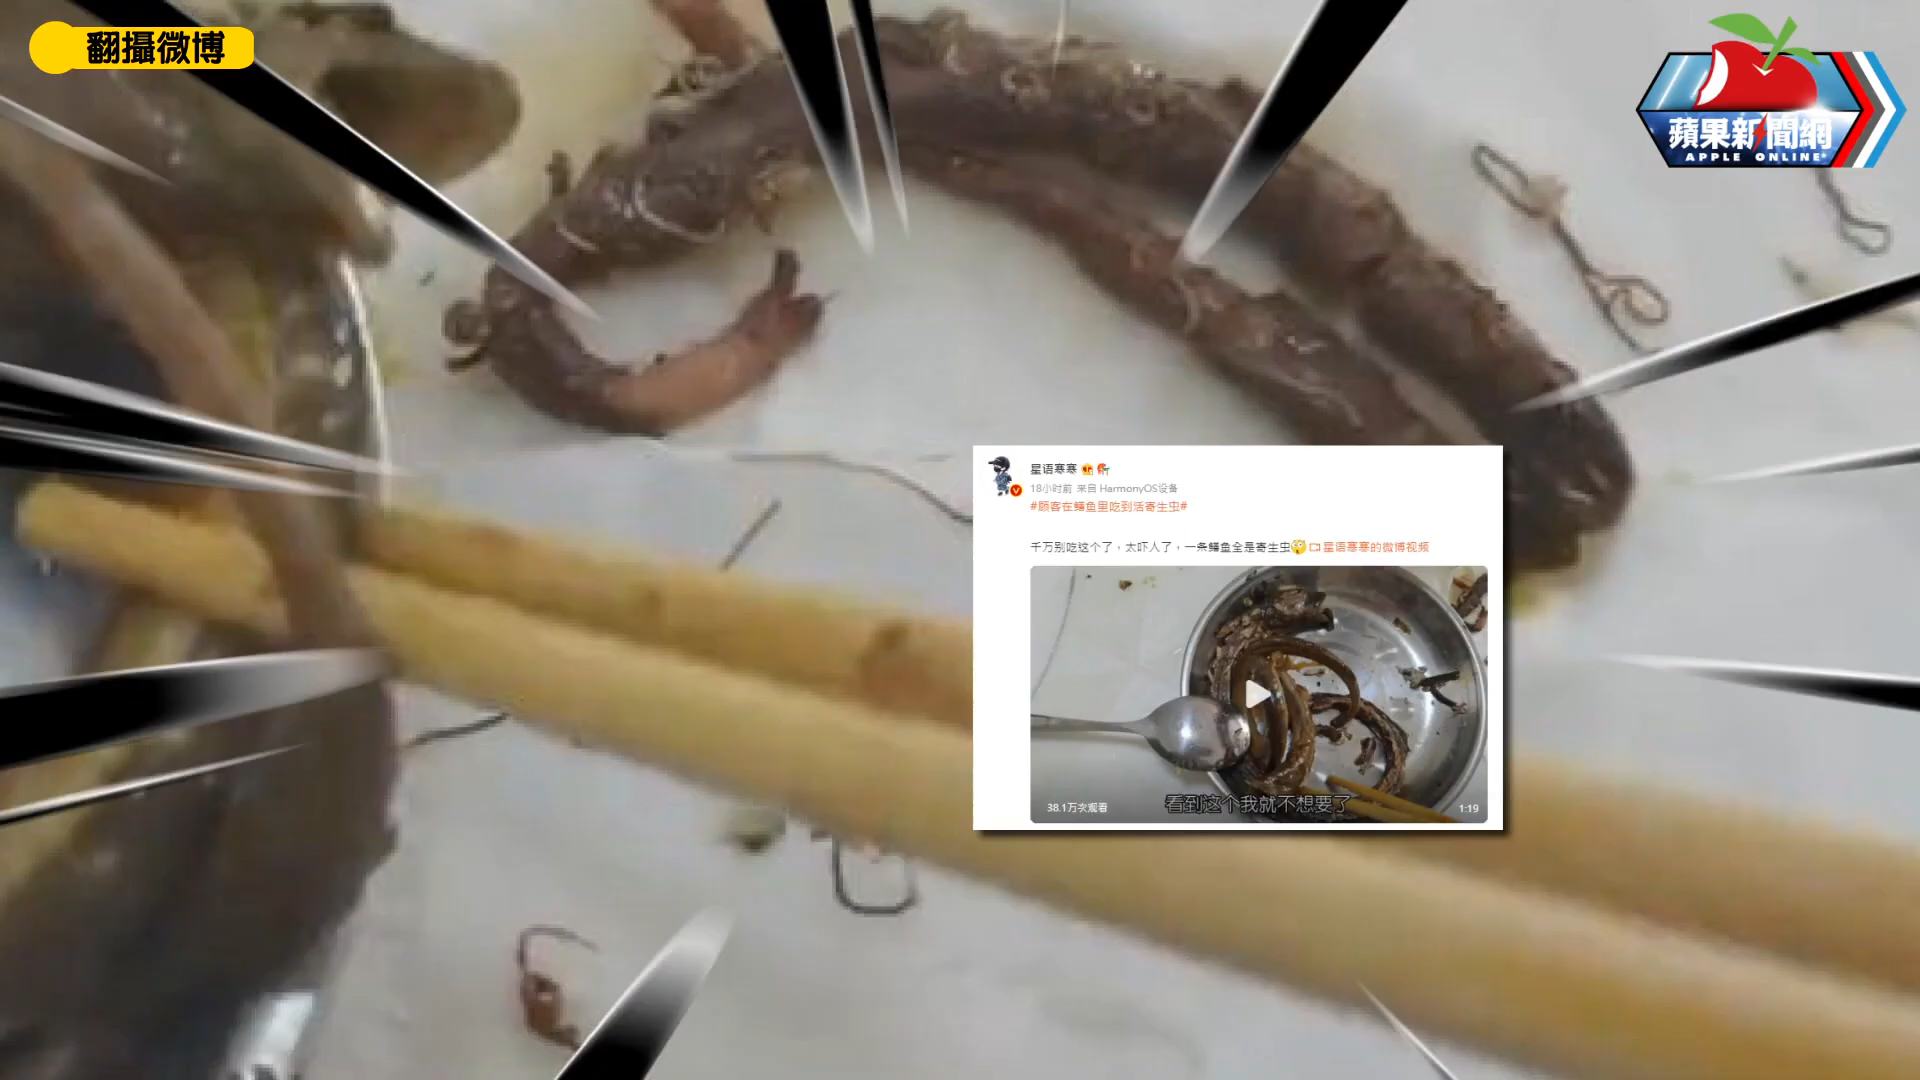 翻攝微博
蘋果新聞網
APPLE ONLINE
星语寒寒
18小时前 来自 HarmonyOS设备
#顾客在鳝鱼里吃到活寄生虫#
千万别吃这个了，太吓人了，一条鳝鱼全是寄生虫 星语寒寒的微博视频
看到这个我就不想要了
38.1万次观看
1:19